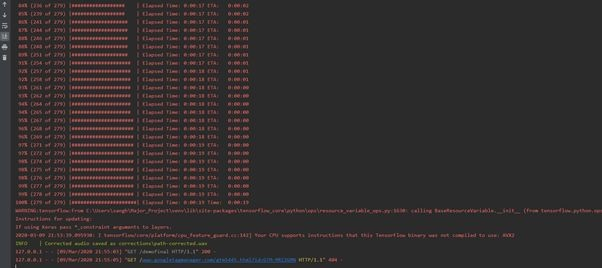 84% (236 of 279) |#################### | Elapsed Time: 0:00:17 ETA: 0:00:02
85% (239 of 279) |#################### | Elapsed Time: 0:00:17 ETA: 0:00:02
86% (241 of 279) |##################### | Elapsed Time: 0:00:17 ETA: 0:00:01
87% (244 of 279) |##################### | Elapsed Time: 0:00:17 ETA: 0:00:01
88% (246 of 279) |##################### | Elapsed Time: 0:00:17 ETA: 0:00:01
88% (248 of 279) |##################### | Elapsed Time: 0:00:17 ETA: 0:00:01
89% (251 of 279) |##################### | Elapsed Time: 0:00:17 ETA: 0:00:01
91% (254 of 279) |###################### | Elapsed Time: 0:00:17 ETA: 0:00:01
92% (257 of 279) |###################### | Elapsed Time: 0:00:17 ETA: 0:00:01
92% (258 of 279) |###################### | Elapsed Time: 0:00:18 ETA: 0:00:01
93% (261 of 279) |###################### | Elapsed Time: 0:00:18 ETA: 0:00:00
93% (262 of 279) |###################### | Elapsed Time: 0:00:18 ETA: 0:00:00
94% (264 of 279) |###################### | Elapsed Time: 0:00:18 ETA: 0:00:00
94% (265 of 279) |###################### | Elapsed Time: 0:00:18 ETA: 0:00:00
95% (267 of 279) |###################### | Elapsed Time: 0:00:18 ETA: 0:00:00
96% (268 of 279) |####################### | Elapsed Time: 0:00:18 ETA: 0:00:00
96% (269 of 279) |####################### | Elapsed Time: 0:00:18 ETA: 0:00:00
97% (271 of 279) |####################### | Elapsed Time: 0:00:19 ETA: 0:00:00
97% (272 of 279) |####################### | Elapsed Time: 0:00:19 ETA: 0:00:00
98% (274 of 279) |####################### | Elapsed Time: 0:00:19 ETA: 0:00:00
98% (275 of 279) |####################### | Elapsed Time: 0:00:19 ETA: 0:00:00
98% (276 of 279) |####################### | Elapsed Time: 0:00:19 ETA: 0:00:00
99% (277 of 279) |####################### | Elapsed Time: 0:00:19 ETA: 0:00:00
99% (278 of 279) |####################### | Elapsed Time: 0:00:19 ETA: 0:00:00
100% (279 of 279) |########################| Elapsed Time: 0:00:19 Time: 0:00:19
WARNING:tensorflow:From E:\Users\sangh\Major_Project\venv\lib\site-packages\tensorflow_core\python\ops\resource_variable_ops.py:1630: calling BaseResourceVariable.__init__ (from tensorflow.python.ops
Instructions for updating:
If using Keras pass *_constraint arguments to layers.
2020-03-09 21:53:39.095930: I tensorflow/core/platform/cpu_feature_guard.cc:142] Your CPU supports instructions that this TensorFlow binary was not compiled to use: AVX2
INFO | Corrected audio saved as corrections\path-corrected.wav
127.0.0.1 - - [09/Mar/2020 21:55:03] "GET /demofinal HTTP/1.1" 200 -
127.0.0.1 - - [09/Mar/2020 21:55:05] "GET HTTP/1.1" 404 -